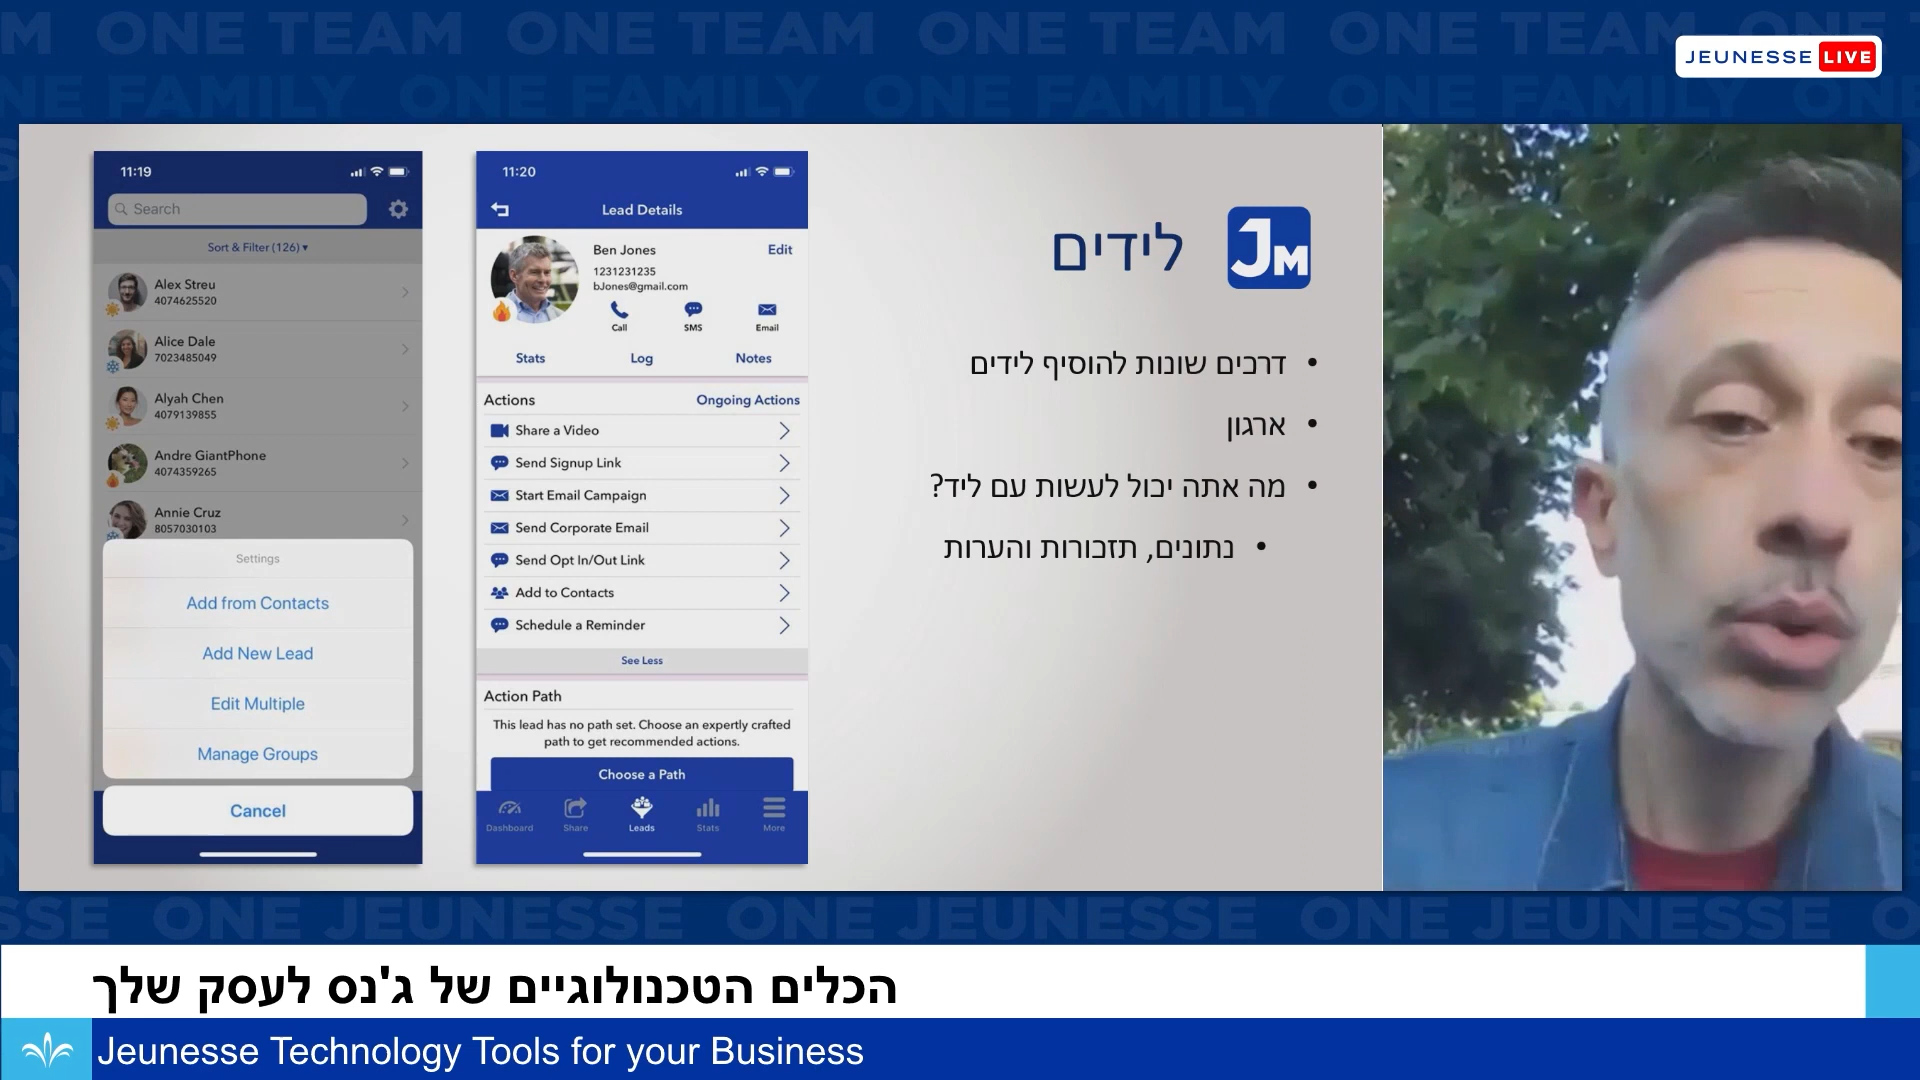 ONE TEAM ONE TEAM ONE TEAM ONE TEAM
ONE FAMILY ONE FAMILY ONE FAMILY
JEUNESSE LIVE
11:19
Search
Sort & Filter (126) ▾
Alex Streu
4074625520
Alice Dale
7023485049
Alyah Chen
4079139855
Andre GiantPhone
4074359265
Annie Cruz
8057030103
Settings
Add from Contacts
Add New Lead
Edit Multiple
Manage Groups
Cancel
11:20
Lead Details
Ben Jones
Edit
1231231235
bJones@gmail.com
Call SMS Email
Stats Log Notes
Actions Ongoing Actions
Share a Video
Send Signup Link
Start Email Campaign
Send Corporate Email
Send Opt In/Out Link
Add to Contacts
Schedule a Reminder
See Less
Action Path
This lead has no path set. Choose an expertly crafted
path to get recommended actions.
Choose a Path
Dashboard Share Leads Stats More
JM
לידים
• דרכים שונות להוסיף לידים
• ארגון
• מה אתה יכול לעשות עם ליד?
• נתונים, תזכורות והערות
ONE JEUNESSE ONE JEUNESSE ONE JEUNESSE
הכלים הטכנולוגיים של ג'נס לעסק שלך
Jeunesse Technology Tools for your Business